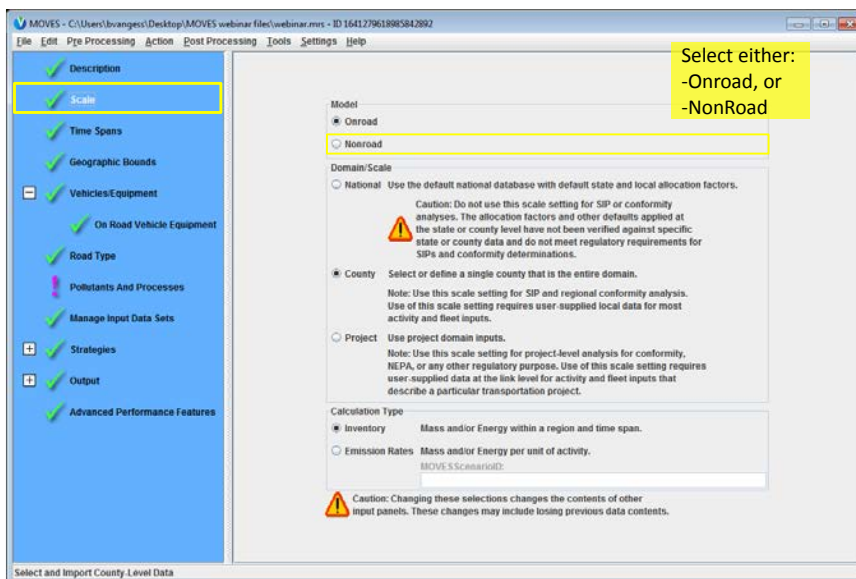 MOVES - C:\Users\bvangess\Desktop\MOVES webinar files\webinar.mrs - ID 1641279618985842892
File Edit Pre Processing Action Post Processing Tools Settings Help
Select either:
-Onroad, or
-NonRoad
Description
Scale
Time Spans
Geographic Bounds
Vehicles/Equipment
On Road Vehicle Equipment
Road Type
Pollutants And Processes
Manage Input Data Sets
Strategies
Output
Advanced Performance Features
Model
Onroad
Nonroad
Domain/Scale
National Use the default national database with default state and local allocation factors.
Caution: Do not use this scale setting for SIP or conformity
analyses. The allocation factors and other defaults applied at
the state or county level have not been verified against specific
state or county data and do not meet regulatory requirements for
SIPs and conformity determinations.
County Select or define a single county that is the entire domain.
Note: Use this scale setting for SIP and regional conformity analysis.
Use of this scale setting requires user-supplied local data for most
activity and fleet inputs.
Project Use project domain inputs.
Note: Use this scale setting for project-level analysis for conformity,
NEPA, or any other regulatory purpose. Use of this scale setting requires
user-supplied data at the link level for activity and fleet inputs that
describe a particular transportation project.
Calculation Type
Inventory Mass and/or Energy within a region and time span.
Emission Rates Mass and/or Energy per unit of activity.
MOVESScenarioID:
Caution: Changing these selections changes the contents of other
input panels. These changes may include losing previous data contents.
Select and Import County-Level Data